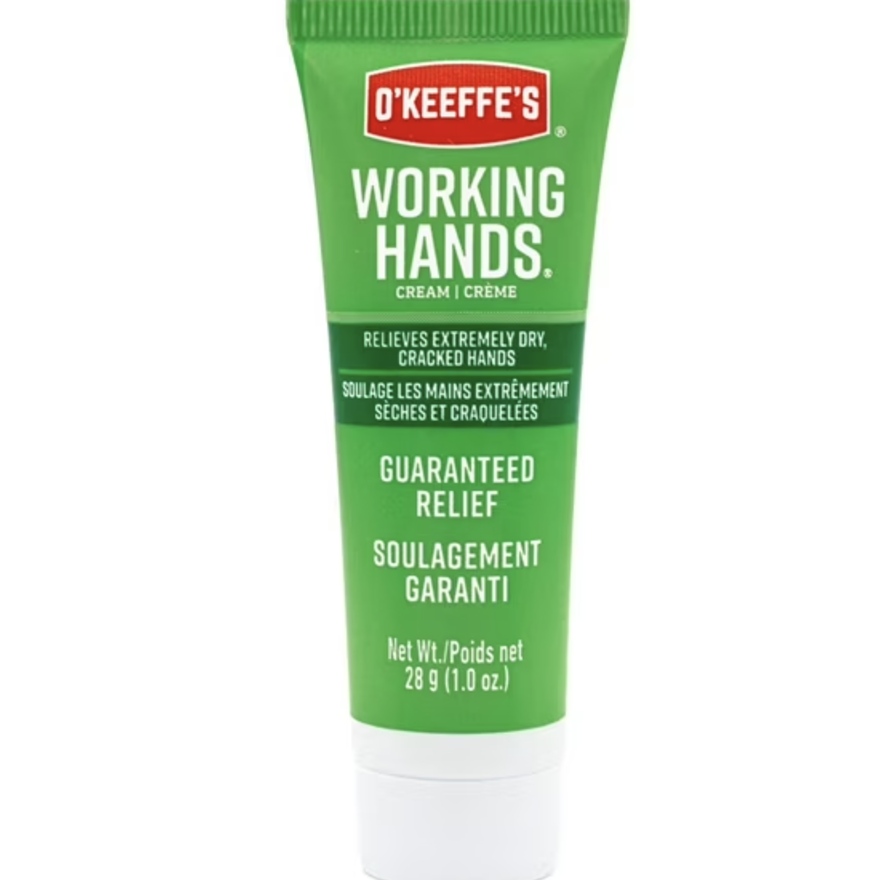 O'KEEFFE'S®
WORKING
HANDS®
CREAM | CRÈME
RELIEVES EXTREMELY DRY,
CRACKED HANDS
SOULAGE LES MAINS EXTRÊMEMENT
SÈCHES ET CRAQUELÉES
GUARANTEED
RELIEF
SOULAGEMENT
GARANTI
Net Wt./Poids net
28 g (1.0 oz.)